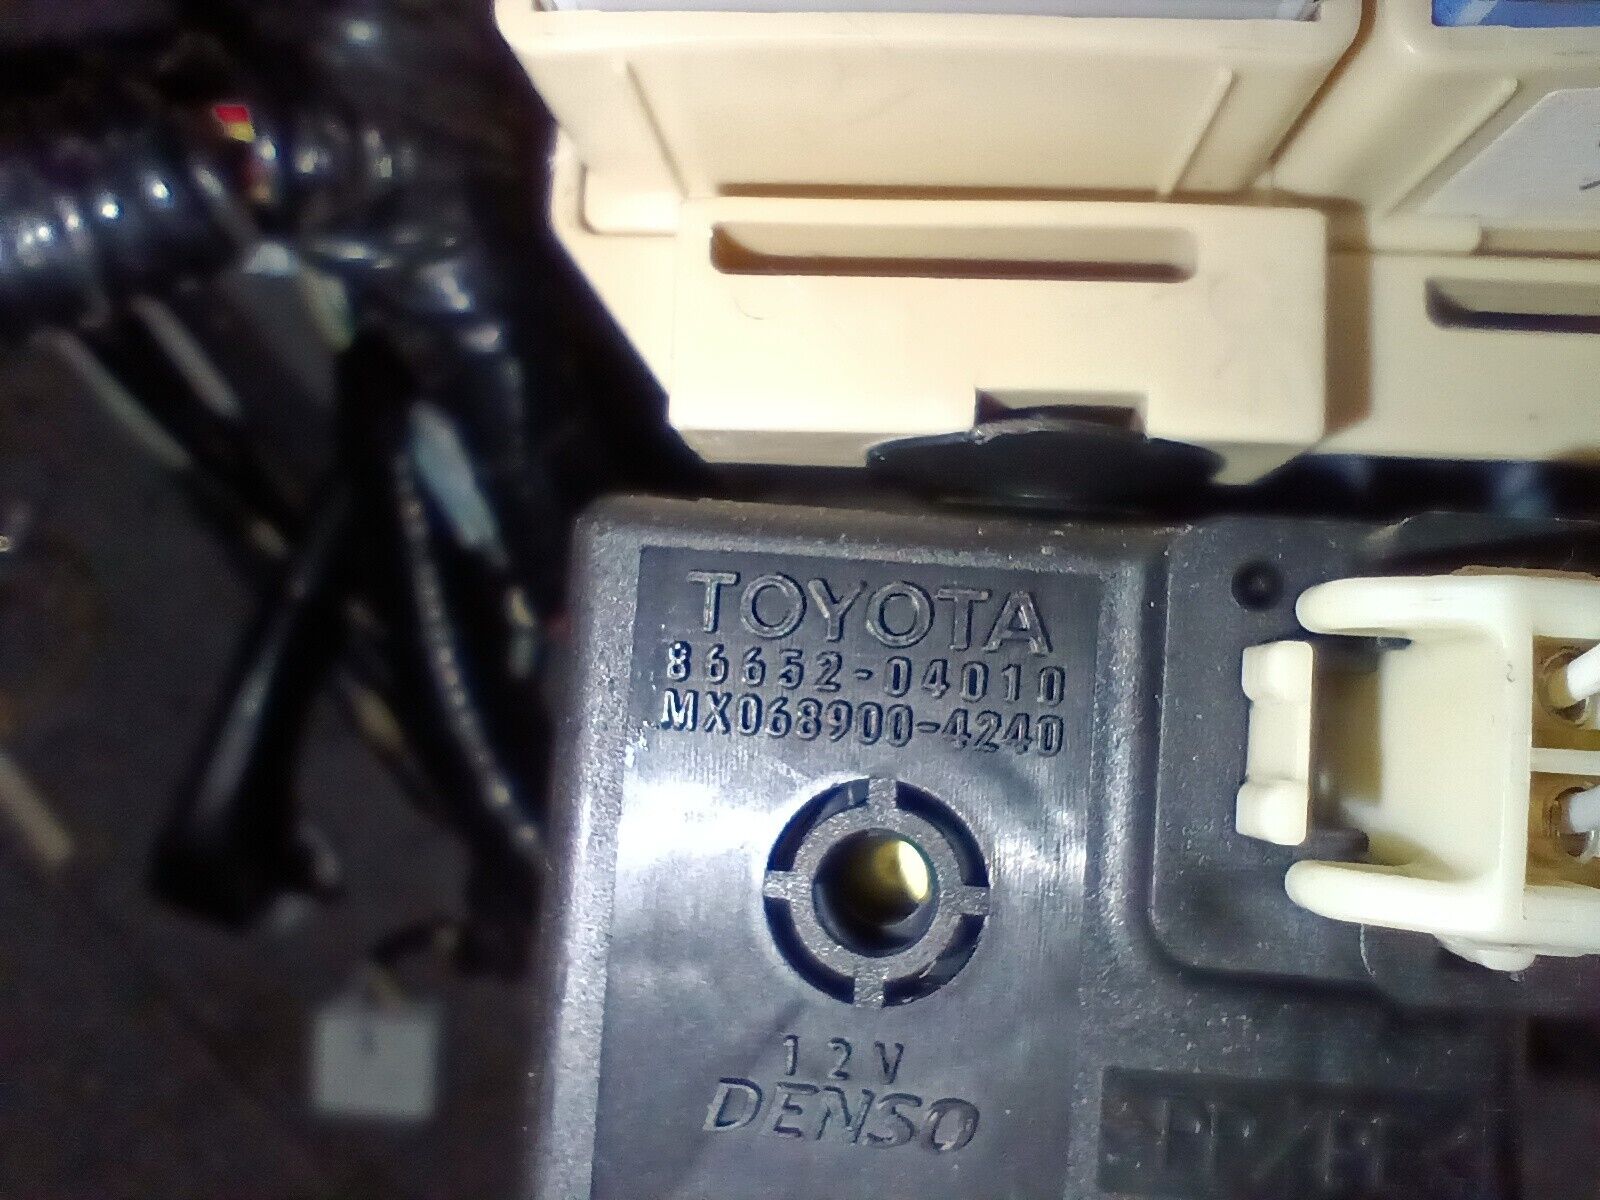 TOYOTA
86652-04010
MX068900-4240
12V
DENSO